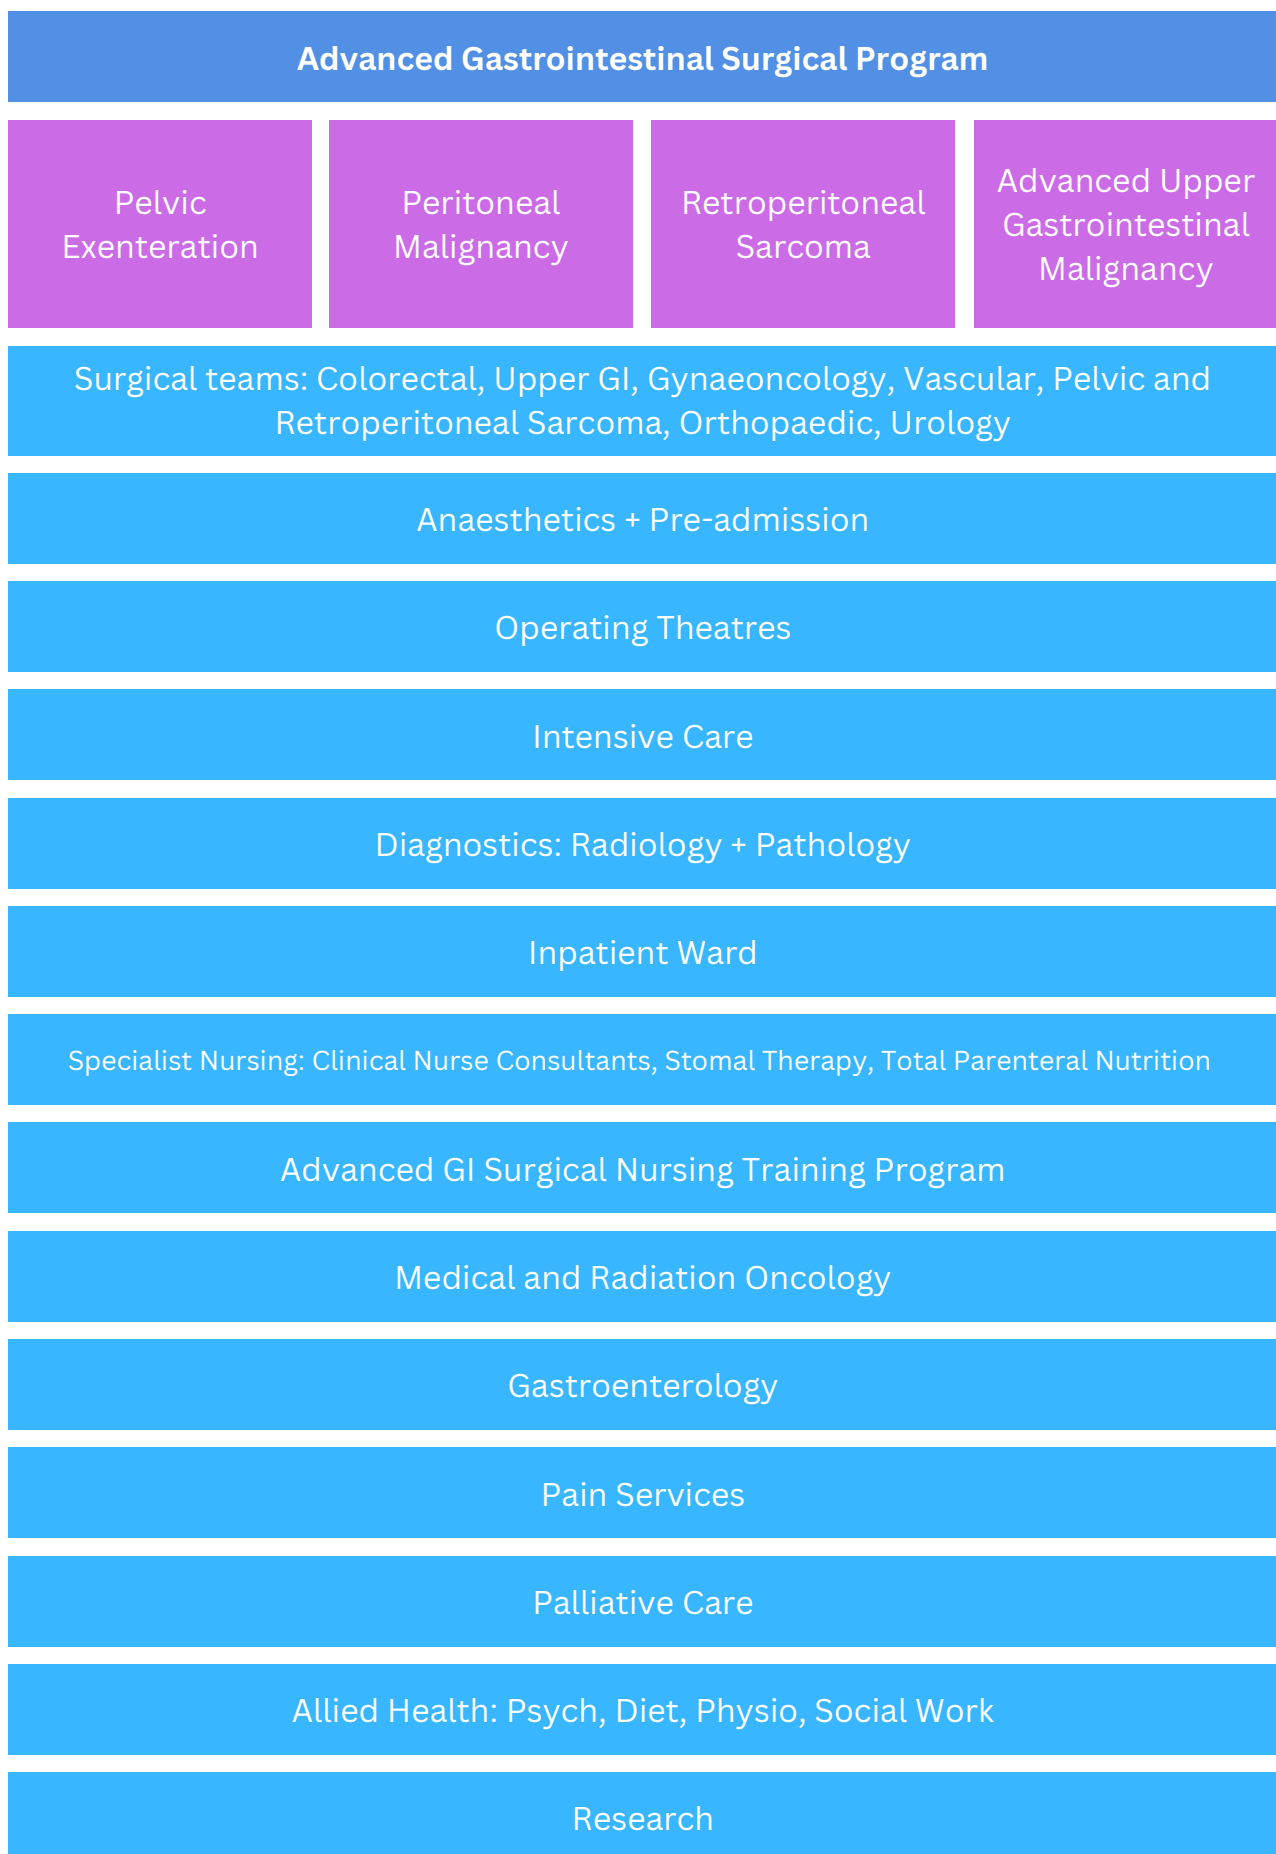 Advanced Gastrointestinal Surgical Program
Pelvic
Exenteration
Peritoneal
Malignancy
Retroperitoneal
Sarcoma
Advanced Upper
Gastrointestinal
Malignancy
Surgical teams: Colorectal, Upper GI, Gynaeoncology, Vascular, Pelvic and
Retroperitoneal Sarcoma, Orthopaedic, Urology
Anaesthetics + Pre-admission
Operating Theatres
Intensive Care
Diagnostics: Radiology + Pathology
Inpatient Ward
Specialist Nursing: Clinical Nurse Consultants, Stomal Therapy, Total Parenteral Nutrition
Advanced GI Surgical Nursing Training Program
Medical and Radiation Oncology
Gastroenterology
Pain Services
Palliative Care
Allied Health: Psych, Diet, Physio, Social Work
Research